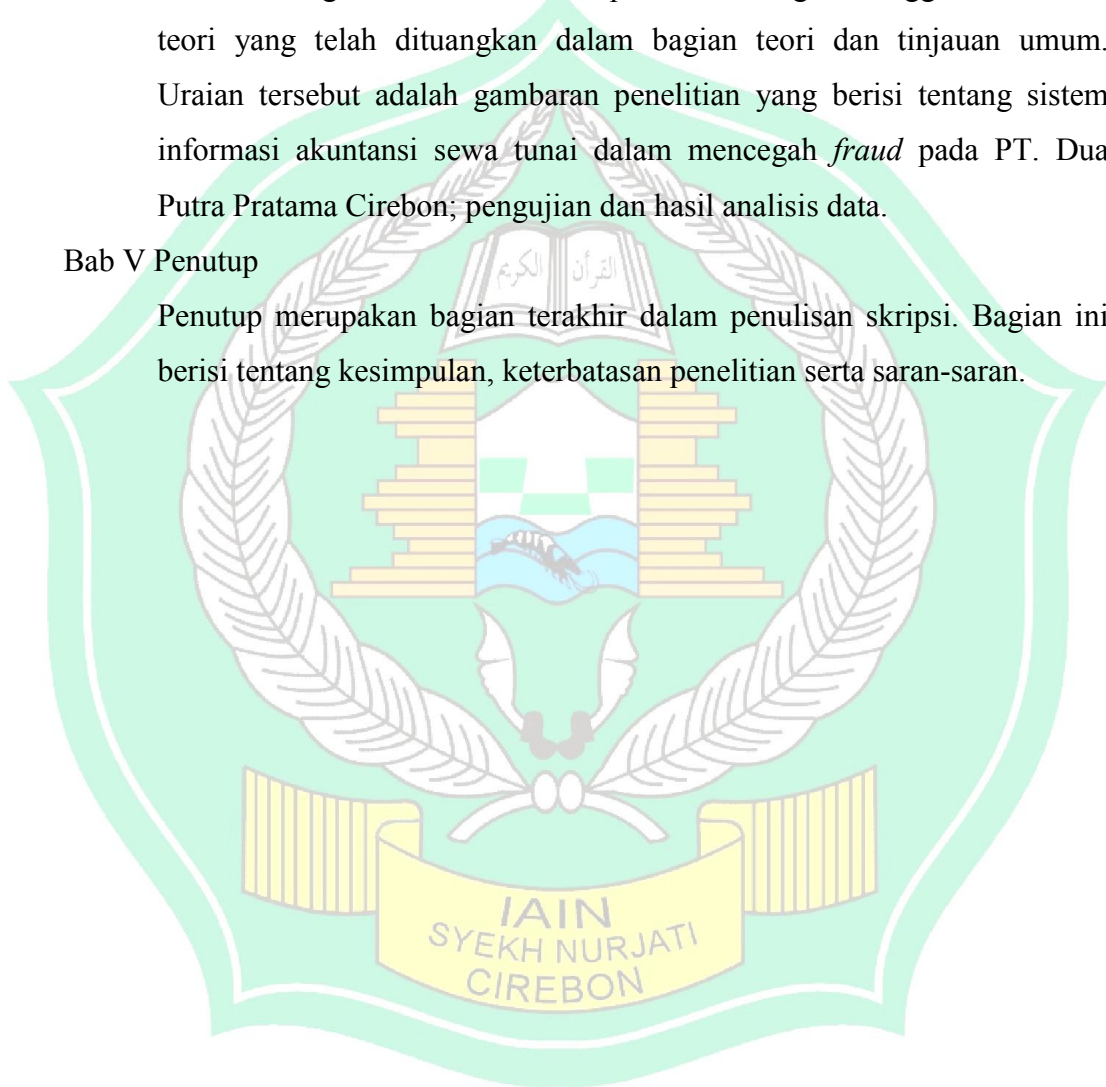 teori yang telah dituangkan dalam bagian teori dan tinjauan umum.
Uraian tersebut adalah gambaran penelitian yang berisi tentang sistem
informasi akuntansi sewa tunai dalam mencegah fraud pada PT. Dua
Putra Pratama Cirebon; pengujian dan hasil analisis data.
Bab V Penutup
القرآن الكريم
Penutup merupakan bagian terakhir dalam penulisan skripsi. Bagian ini
berisi tentang kesimpulan, keterbatasan penelitian serta saran-saran.
IAIN
SYEKH NURJATI
CIREBON